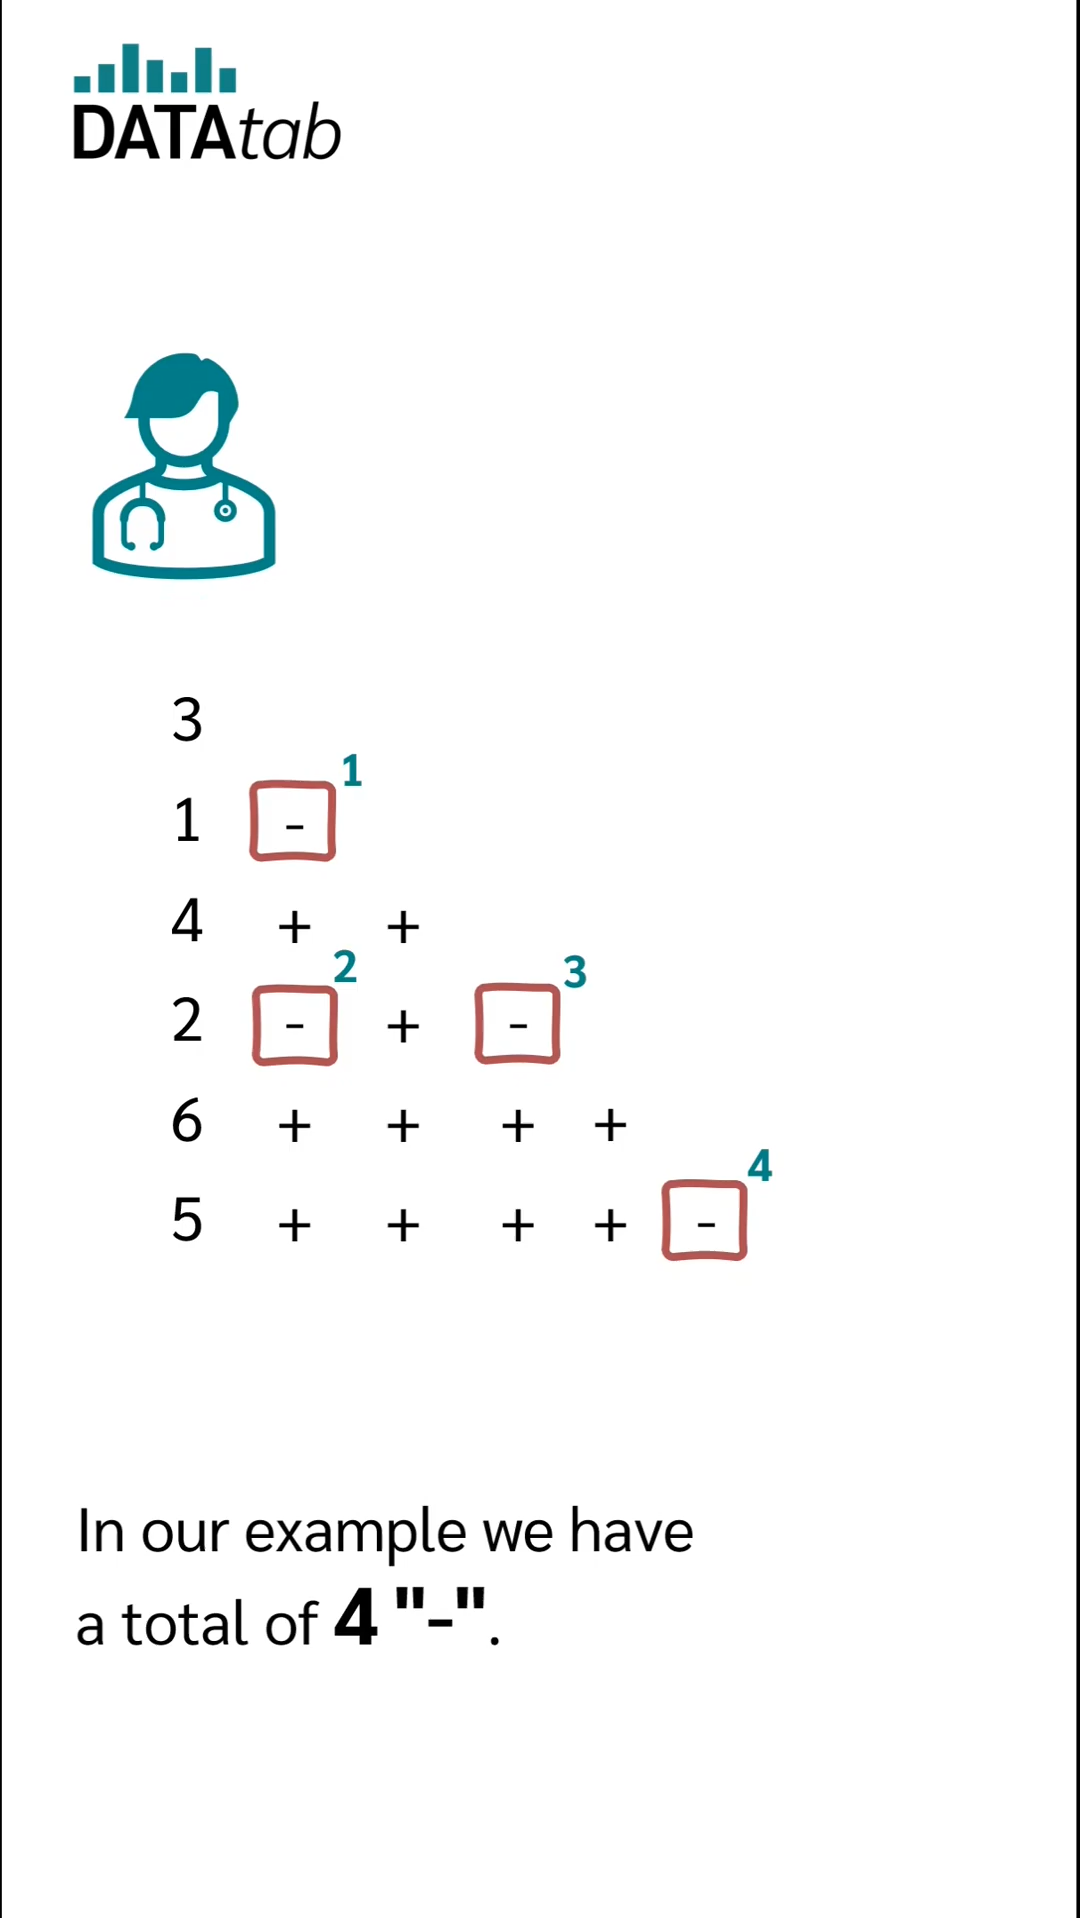 DATAtab
3
1 - 1
4 + +
2 - 2 + - 3
6 + + + +
5 + + + + - 4
In our example we have
a total of 4 "-".